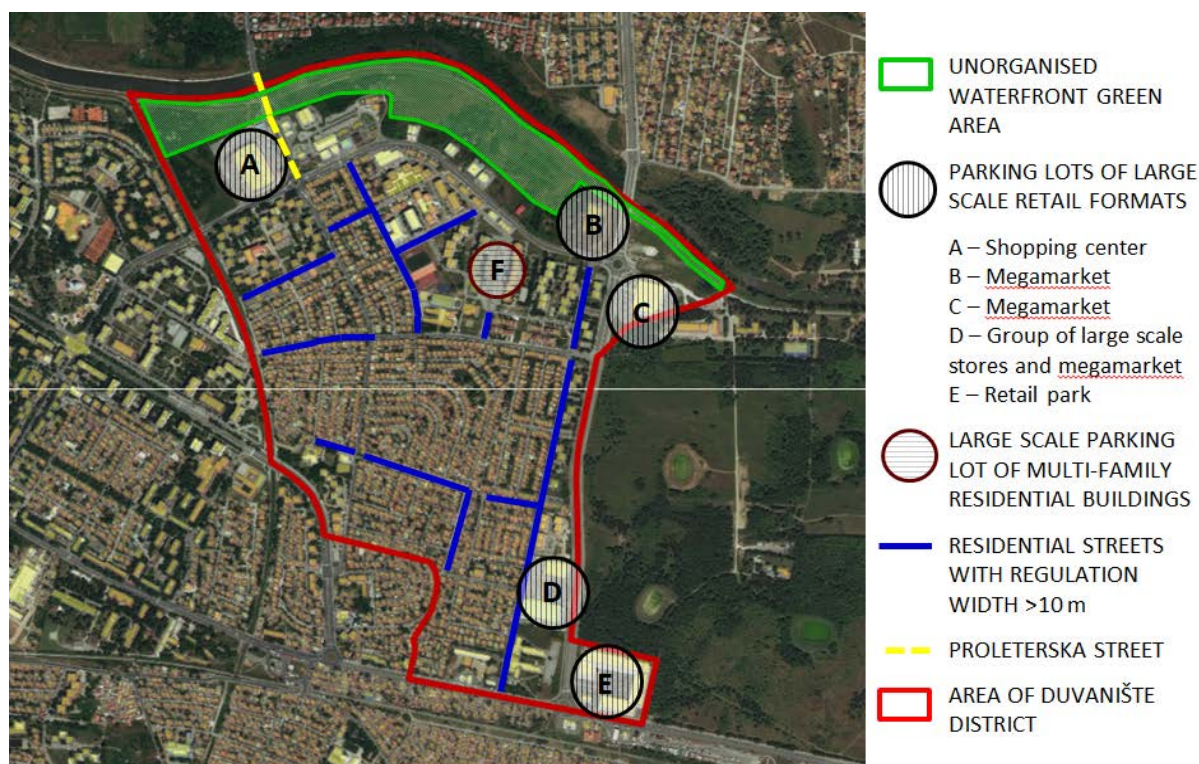 A
B
F
C
D
E
UNORGANISED
WATERFRONT GREEN
AREA
PARKING LOTS OF LARGE
SCALE RETAIL FORMATS
A – Shopping center
B – Megamarket
C – Megamarket
D – Group of large scale
stores and megamarket
E – Retail park
LARGE SCALE PARKING
LOT OF MULTI-FAMILY
RESIDENTIAL BUILDINGS
RESIDENTIAL STREETS
WITH REGULATION
WIDTH >10 m
PROLETERSKA STREET
AREA OF DUVANIŠTE
DISTRICT